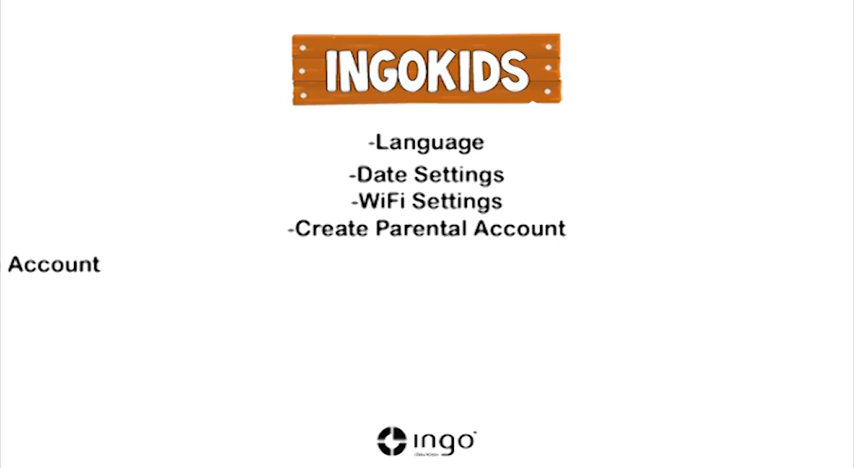 INGOKIDS
-Language
-Date Settings
-WiFi Settings
-Create Parental Account
Account
ingo